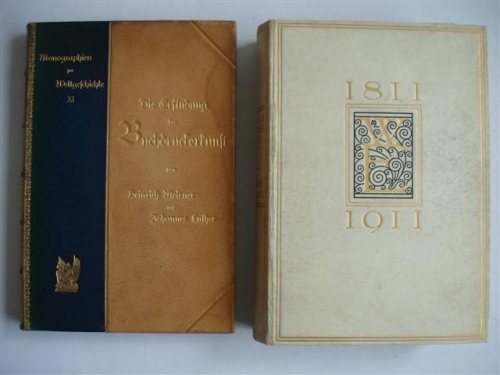 Monographien
zur
Weltgeschichte
XI
Die Erfindung
der
Buchdruckerkunst
von
Heinrich Meisner
und
Johannes Luther
1811
1911